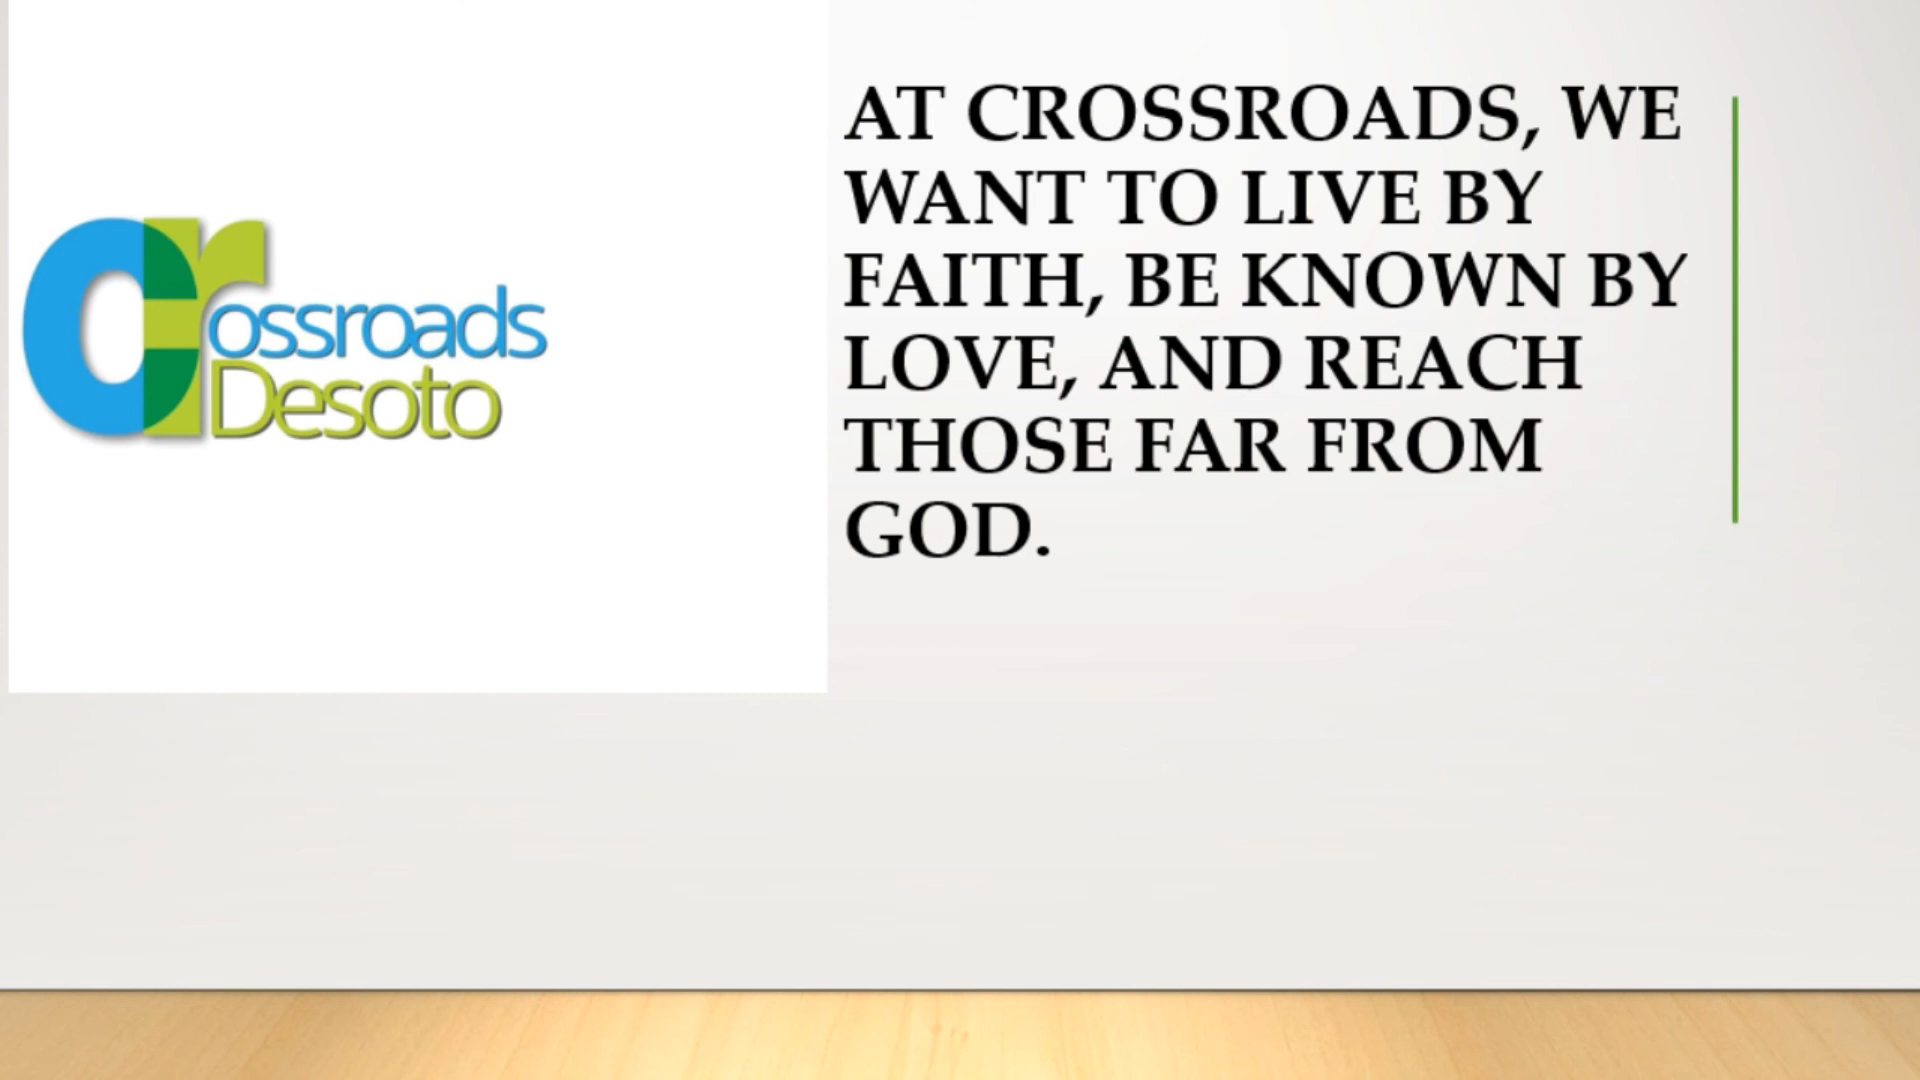 Crossroads
Desoto
AT CROSSROADS, WE
WANT TO LIVE BY
FAITH, BE KNOWN BY
LOVE, AND REACH
THOSE FAR FROM
GOD.